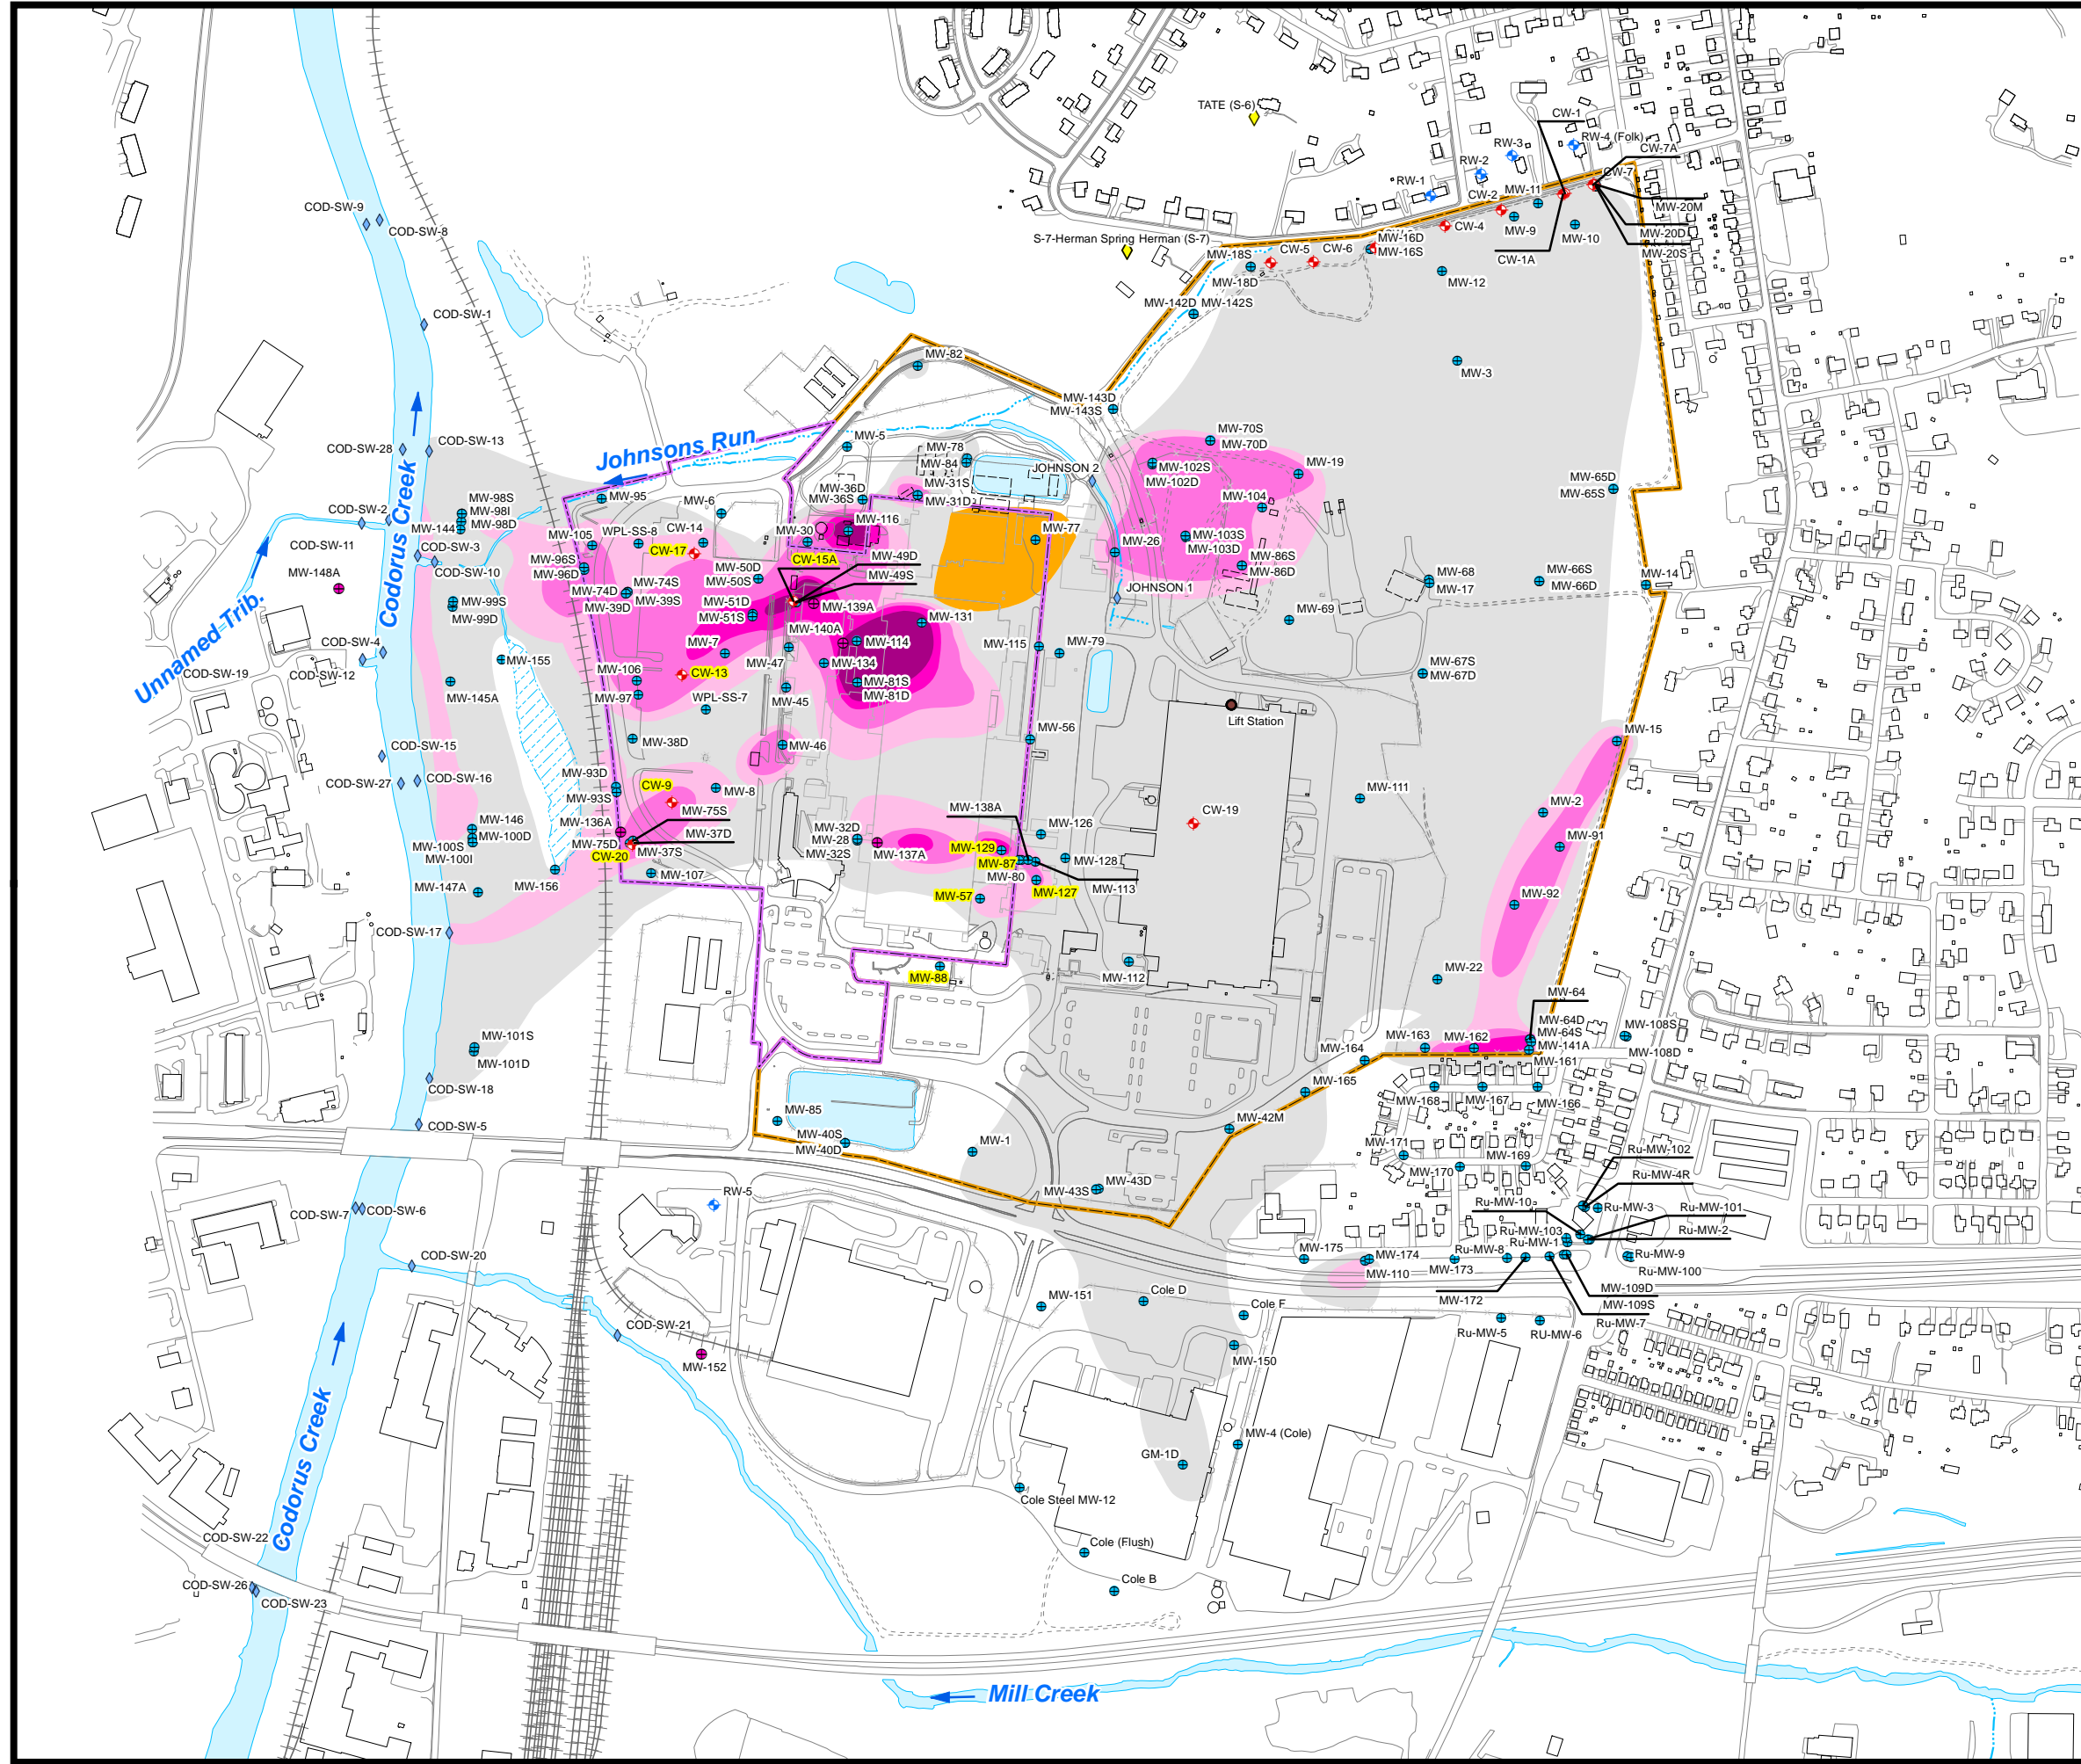 TATE (S-6)
CW-1
RW-4 (Folk)
RW-3
CW-7A
RW-2
CW-7
RW-1
MW-11
CW-2
MW-20M
COD-SW-9
COD-SW-8
MW-9
CW-4
MW-10
MW-20D
S-7-Herman Spring Herman (S-7)
MW-16D
CW-5
CW-6
MW-16S
MW-20S
MW-18S
CW-1A
MW-12
MW-18D
MW-142D
MW-142S
COD-SW-1
MW-82
MW-3
MW-143D
MW-143S
Johnsons Run
MW-5
MW-70S
MW-70D
COD-SW-28
COD-SW-13
MW-78
MW-84
JOHNSON 2
MW-102S
MW-19
MW-102D
MW-65D
MW-65S
MW-31S
MW-31D
MW-36D
MW-36S
MW-98S
MW-98I
MW-98D
MW-144
MW-95
MW-6
MW-104
COD-SW-2
MW-116
MW-77
MW-105
WPL-SS-8
CW-14
MW-30
COD-SW-11
COD-SW-3
CW-17
CW-15A
MW-49D
MW-26
MW-103S
MW-103D
COD-SW-10
MW-96S
MW-96D
MW-50D
MW-50S
MW-49S
MW-86S
MW-86D
MW-148A
MW-68
MW-17
MW-66S
MW-66D
MW-14
MW-74S
MW-74D
MW-39S
MW-39D
MW-99S
MW-99D
MW-51D
MW-51S
MW-139A
JOHNSON 1
Unnamed Trib.
Codorus Creek
MW-131
MW-69
MW-140A
MW-114
COD-SW-4
MW-7
MW-47
MW-134
MW-115
MW-79
MW-155
COD-SW-19
COD-SW-12
MW-106
CW-13
MW-67S
MW-67D
MW-81S
MW-81D
MW-145A
MW-97
WPL-SS-7
MW-45
Lift Station
MW-38D
MW-46
MW-56
MW-15
COD-SW-15
COD-SW-16
COD-SW-27
MW-93D
MW-93S
CW-9
MW-8
MW-111
MW-138A
MW-75S
CW-19
MW-2
MW-146
MW-100D
MW-100S
MW-100I
MW-136A
MW-75D
MW-37D
MW-37S
CW-20
MW-32D
MW-28
MW-32S
MW-137A
MW-129
MW-126
MW-128
MW-91
MW-87
MW-80
MW-113
MW-127
MW-107
MW-156
MW-147A
MW-57
MW-92
COD-SW-17
MW-88
MW-112
MW-22
MW-64
MW-64D
MW-64S
MW-141A
MW-161
MW-108S
MW-108D
MW-163
MW-162
MW-164
MW-101S
MW-101D
COD-SW-18
MW-165
MW-168
MW-167
MW-166
COD-SW-5
MW-85
MW-40S
MW-40D
MW-1
MW-42M
MW-171
MW-170
MW-169
Ru-MW-102
Ru-MW-4R
MW-43S
MW-43D
RW-5
COD-SW-7
COD-SW-6
Ru-MW-10
Ru-MW-3
Ru-MW-101
Ru-MW-103
Ru-MW-2
Ru-MW-1
MW-175
MW-174
MW-110
MW-173
Ru-MW-8
Ru-MW-9
Ru-MW-100
COD-SW-20
MW-109D
MW-172
MW-109S
MW-151
Cole D
Cole F
Ru-MW-5
RU-MW-6
Ru-MW-7
COD-SW-21
MW-152
MW-150
Codorus Creek
GM-1D
MW-4 (Cole)
Cole Steel MW-12
COD-SW-22
Cole (Flush)
COD-SW-26
COD-SW-23
Cole B
Mill Creek